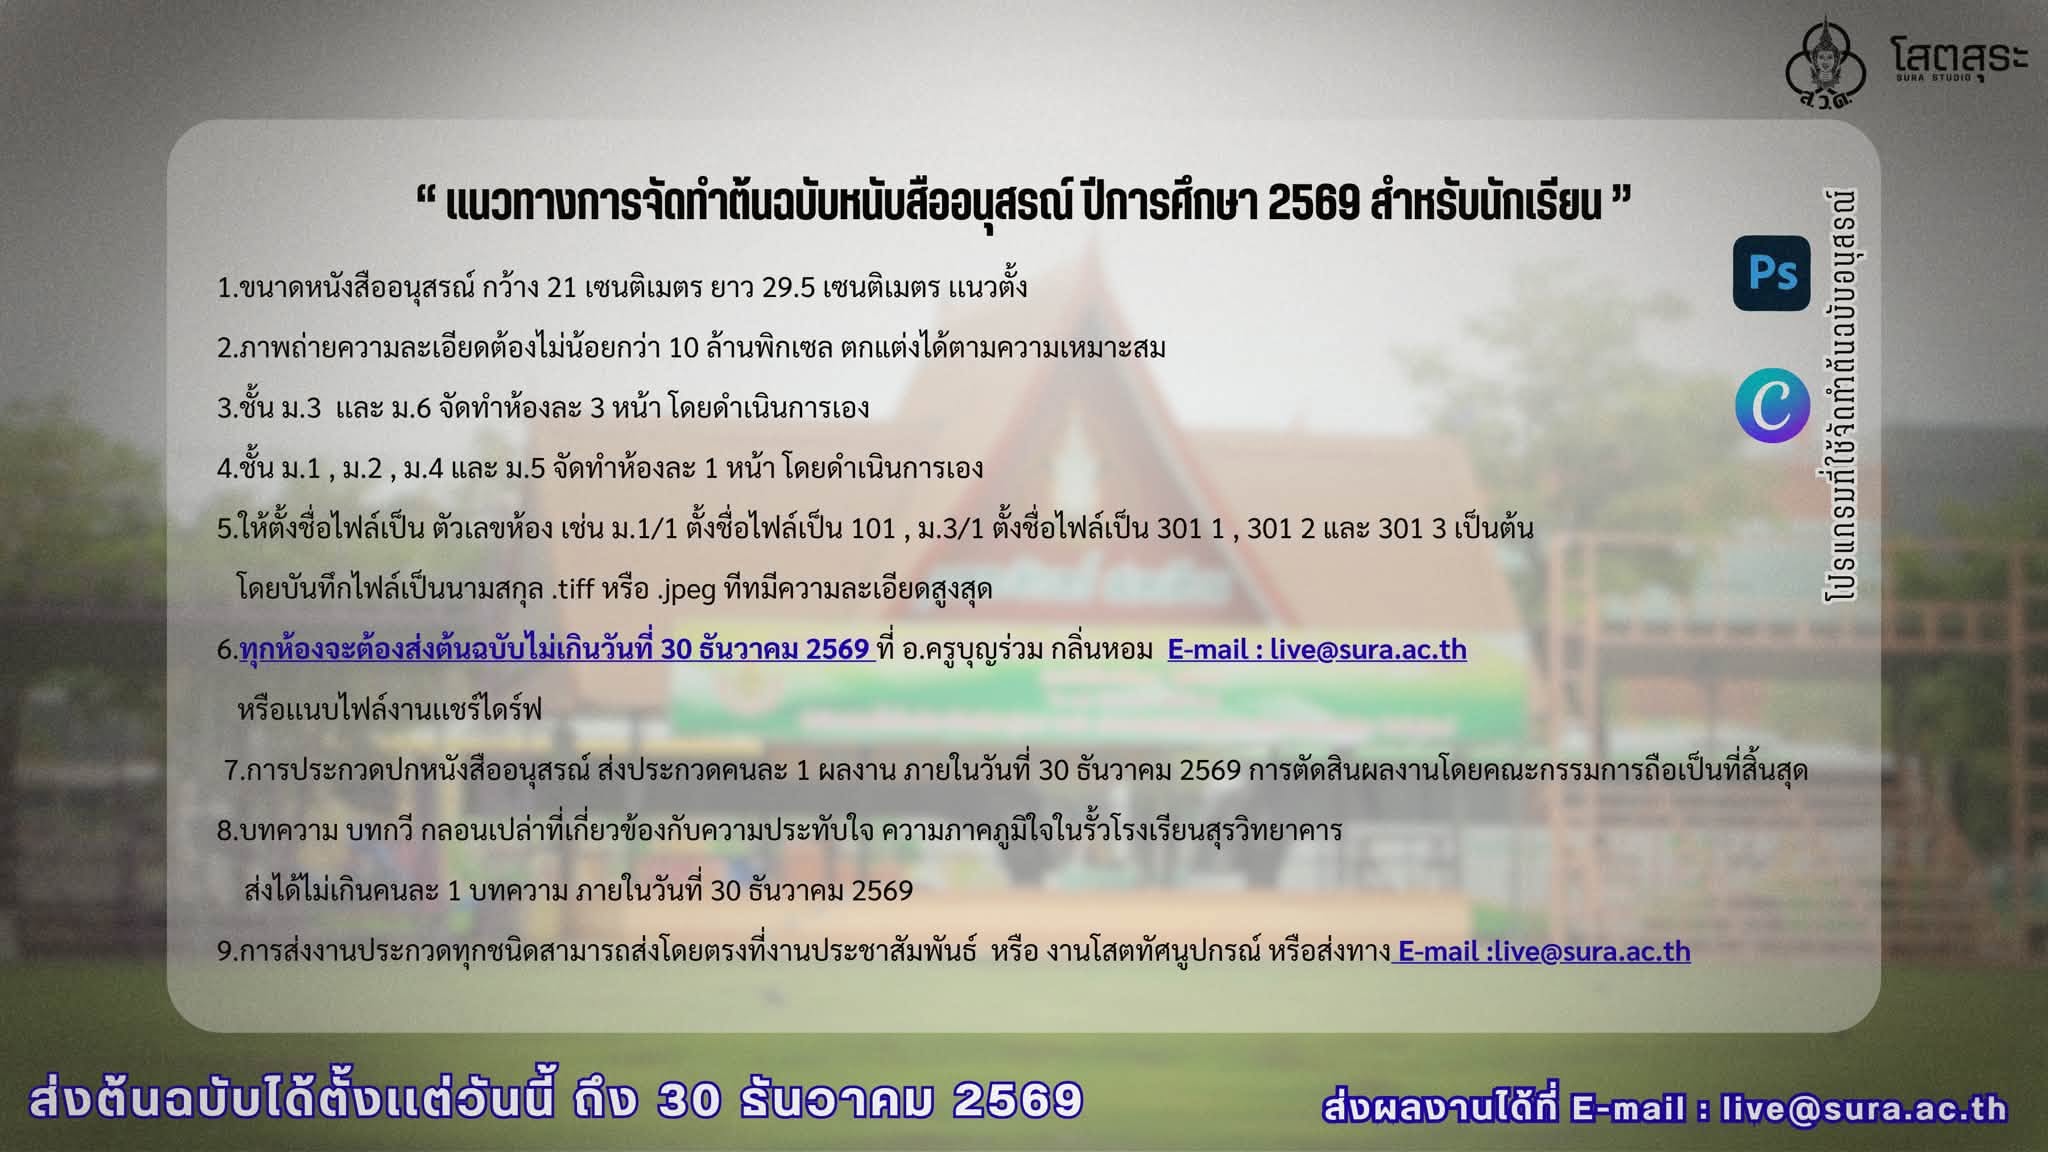 ส.ว.ค.
โสตสุระ
SURA STUDIO
“ แนวทางการจัดทำต้นฉบับหนับสืออนุสรณ์ ปีการศึกษา 2569 สำหรับนักเรียน ”
1.ขนาดหนังสืออนุสรณ์ กว้าง 21 เซนติเมตร ยาว 29.5 เซนติเมตร แนวตั้ง
2.ภาพถ่ายความละเอียดต้องไม่น้อยกว่า 10 ล้านพิกเซล ตกแต่งได้ตามความเหมาะสม
3.ชั้น ม.3  และ ม.6 จัดทำห้องละ 3 หน้า โดยดำเนินการเอง
4.ชั้น ม.1 , ม.2 , ม.4 และ ม.5 จัดทำห้องละ 1 หน้า โดยดำเนินการเอง
5.ให้ตั้งชื่อไฟล์เป็น ตัวเลขห้อง เช่น ม.1/1 ตั้งชื่อไฟล์เป็น 101 , ม.3/1 ตั้งชื่อไฟล์เป็น 301 1 , 301 2 และ 301 3 เป็นต้น
โดยบันทึกไฟล์เป็นนามสกุล .tiff หรือ .jpeg ทีทมีความละเอียดสูงสุด
6.ทุกห้องจะต้องส่งต้นฉบับไม่เกินวันที่ 30 ธันวาคม 2569 ที่ อ.ครูบุญร่วม กลิ่นหอม  E-mail : live@sura.ac.th
หรือแนบไฟล์งานแชร์ไดร์ฟ
7.การประกวดปกหนังสืออนุสรณ์ ส่งประกวดคนละ 1 ผลงาน ภายในวันที่ 30 ธันวาคม 2569 การตัดสินผลงานโดยคณะกรรมการถือเป็นที่สิ้นสุด
8.บทความ บทกวี กลอนเปล่าที่เกี่ยวข้องกับความประทับใจ ความภาคภูมิใจในรั้วโรงเรียนสุรวิทยาคาร
ส่งได้ไม่เกินคนละ 1 บทความ ภายในวันที่ 30 ธันวาคม 2569
9.การส่งงานประกวดทุกชนิดสามารถส่งโดยตรงที่งานประชาสัมพันธ์  หรือ งานโสตทัศนูปกรณ์ หรือส่งทาง E-mail :live@sura.ac.th
Ps
C
โปรแกรมที่ใช้จัดทำต้นฉบับอนุสรณ์
ส่งต้นฉบับได้ตั้งแต่วันนี้ ถึง 30 ธันวาคม 2569
ส่งผลงานได้ที่ E-mail : live@sura.ac.th